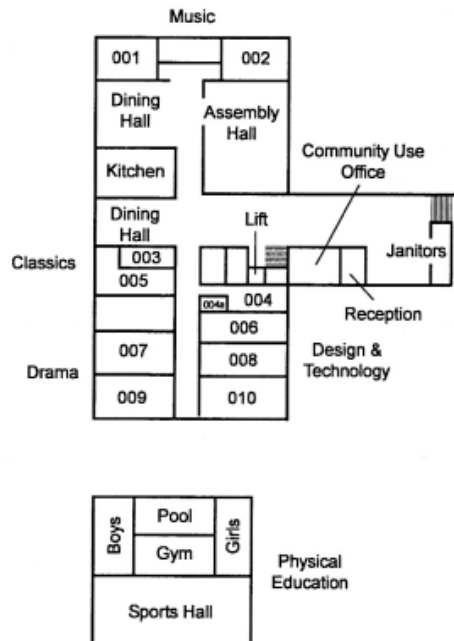 Music
001
002
Dining
Hall
Assembly
Hall
Community Use
Office
Kitchen
Dining
Hall
Lift
Janitors
Classics
003
005
004
004a
Reception
006
007
008
Design &
Technology
Drama
009
010
Boys
Pool
Girls
Gym
Physical
Education
Sports Hall